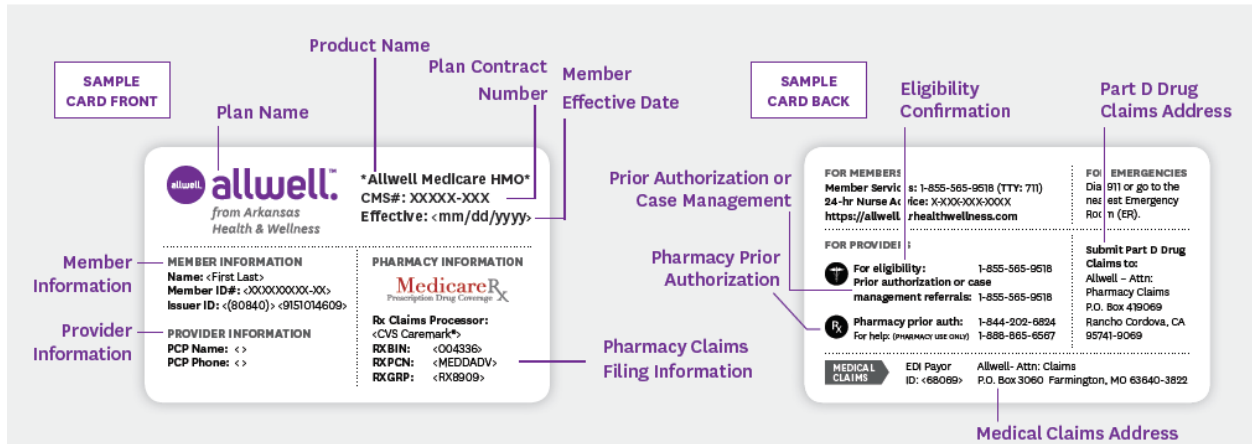 SAMPLE
CARD FRONT
Product Name
Plan Contract
Number
Member
Effective Date
Plan Name
allwell
allwell.™
from Arkansas
Health & Wellness
*Allwell Medicare HMO*
CMS#: XXXXX-XXX
Effective: <mm/dd/yyyy>
Member
Information
MEMBER INFORMATION
Name: <First Last>
Member ID#: <XXXXXXXXX-XX>
Issuer ID: <(80840)> <9151014609>
Provider
Information
PROVIDER INFORMATION
PCP Name: < >
PCP Phone: < >
PHARMACY INFORMATION
MedicareRx
Prescription Drug Coverage
Rx Claims Processor:
<CVS Caremark®>
RXBIN: <004336>
RXPCN: <MEDDADV>
RXGRP: <RX8909>
Pharmacy Claims
Filing Information
SAMPLE
CARD BACK
Eligibility
Confirmation
Part D Drug
Claims Address
Prior Authorization or
Case Management
Pharmacy Prior
Authorization
FOR MEMBERS
Member Services: 1-855-565-9518 (TTY: 711)
24-hr Nurse Advice: X-XXX-XXX-XXXX
https://allwell.arhealthwellness.com
FOR EMERGENCIES
Dial 911 or go to the
nearest Emergency
Room (ER).
FOR PROVIDERS
For eligibility: 1-855-565-9518
Prior authorization or case
management referrals: 1-855-565-9518
Rx
Pharmacy prior auth: 1-844-202-6824
For help: (PHARMACY USE ONLY) 1-888-865-6567
Submit Part D Drug
Claims to:
Allwell – Attn:
Pharmacy Claims
P.O. Box 419069
Rancho Cordova, CA
95741-9069
MEDICAL
CLAIMS
EDI Payor
ID: <68069>
Allwell- Attn: Claims
P.O. Box 3060 Farmington, MO 63640-3822
Medical Claims Address